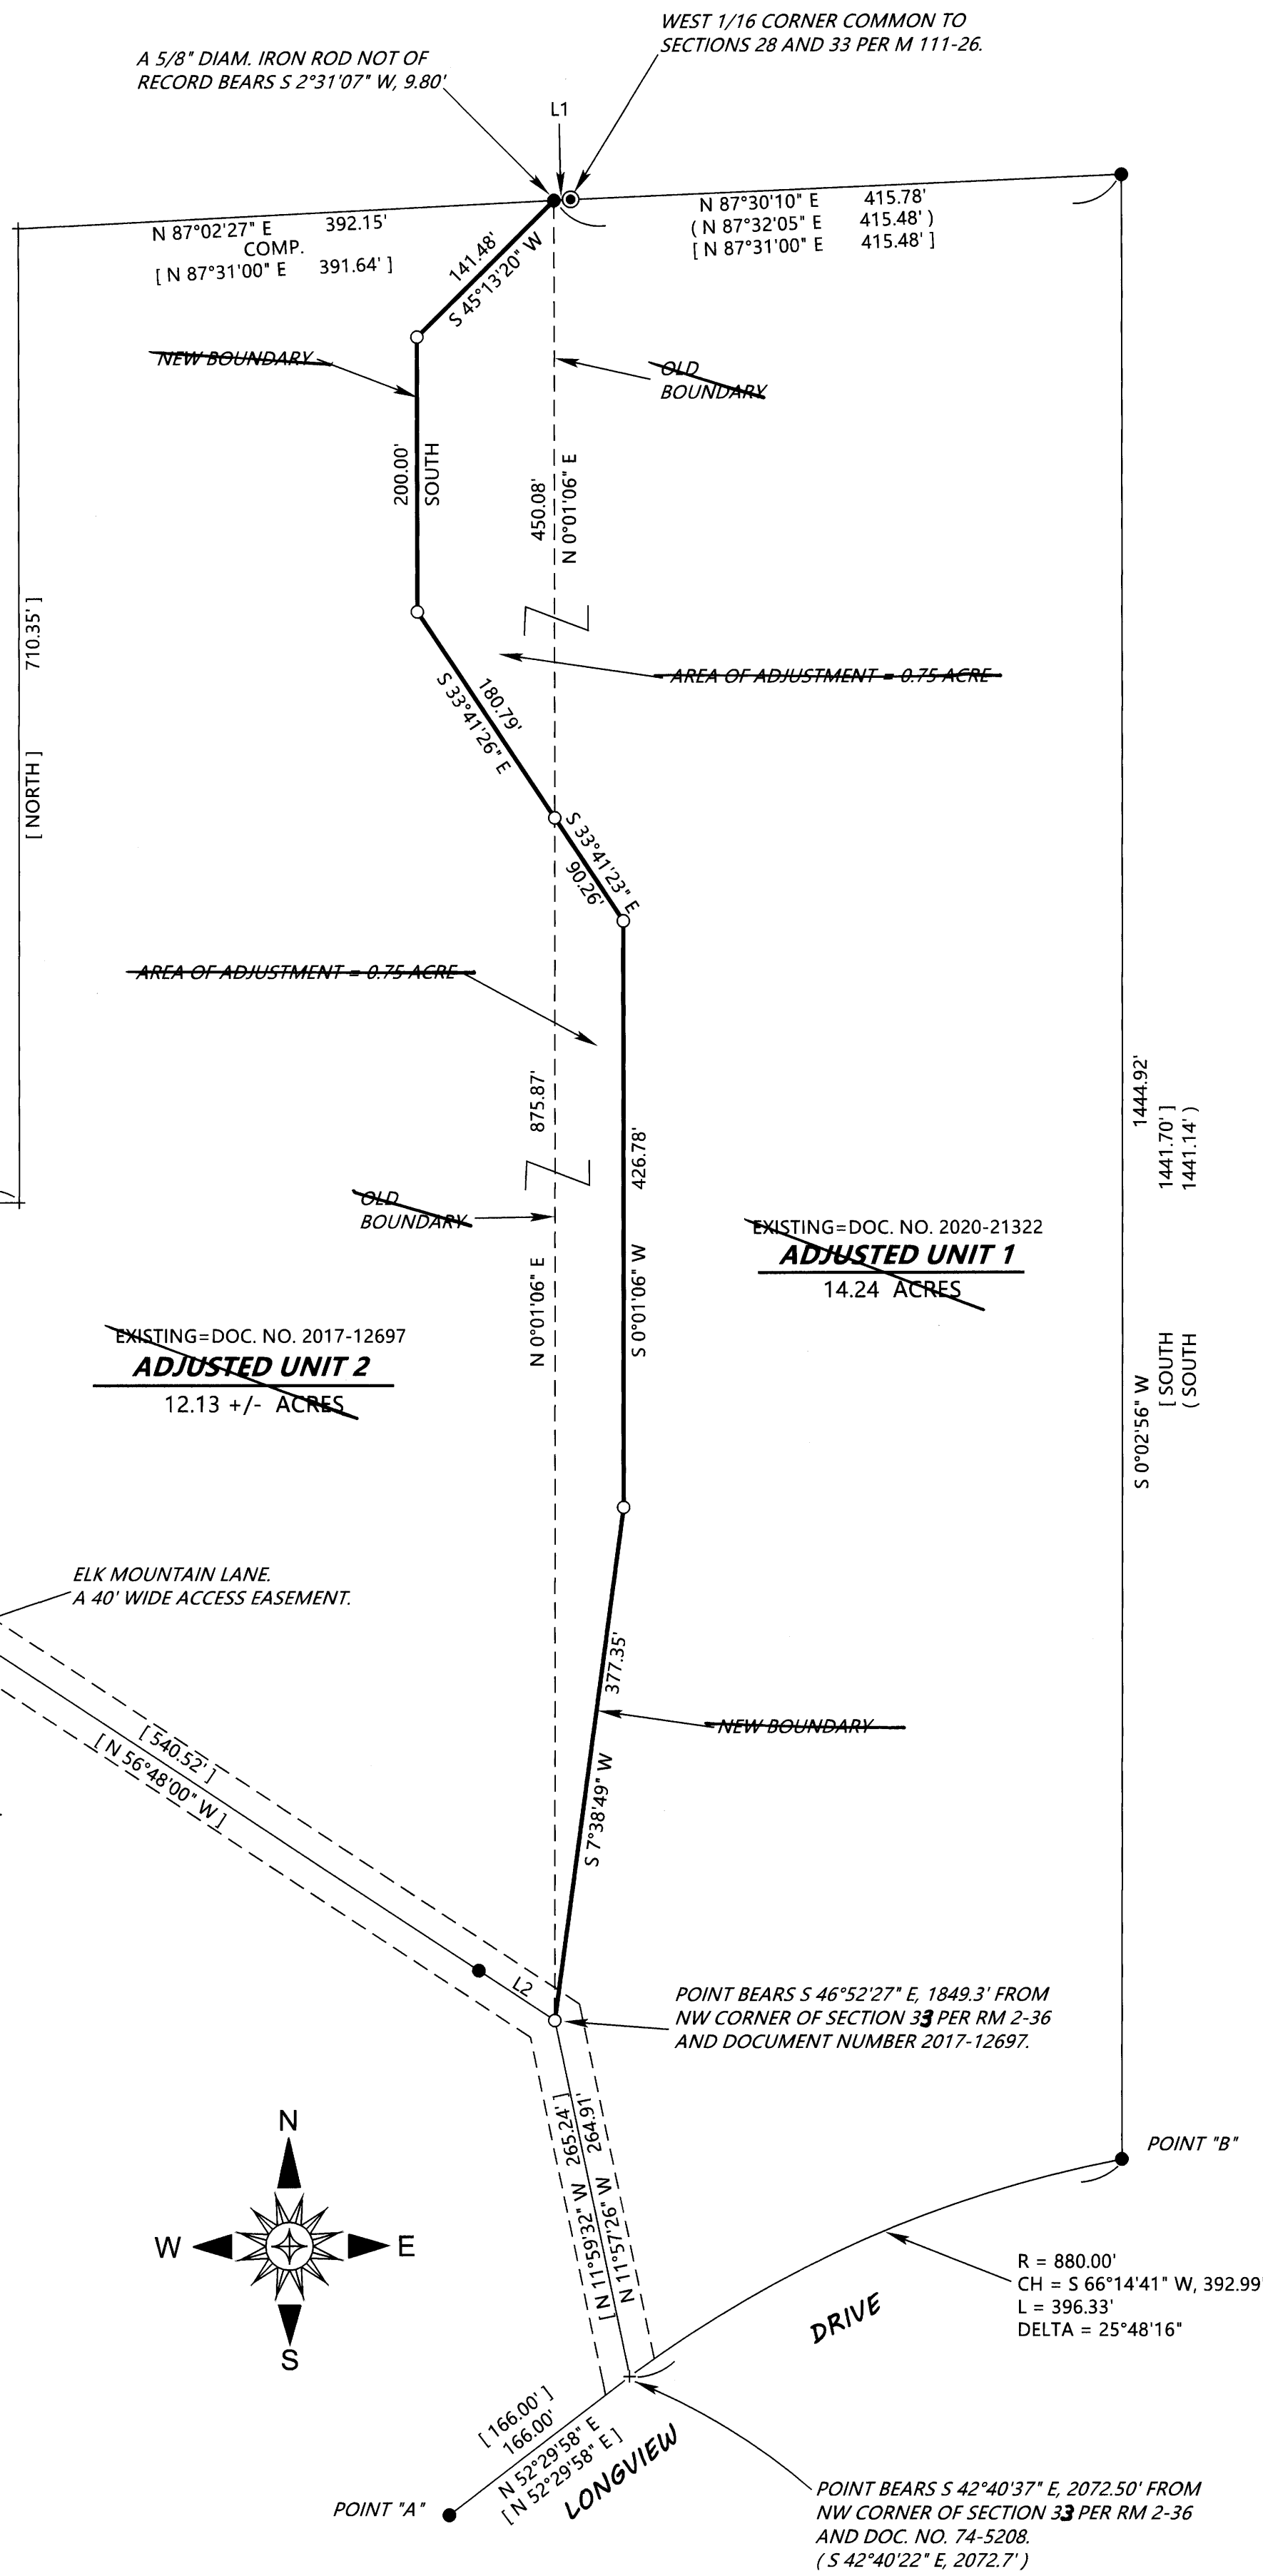 WEST 1/16 CORNER COMMON TO
SECTIONS 28 AND 33 PER M 111-26.
A 5/8" DIAM. IRON ROD NOT OF
RECORD BEARS S 2°31'07" W, 9.80'
L1
N 87°02'27" E 392.15'
COMP.
[ N 87°31'00" E 391.64' ]
N 87°30'10" E 415.78'
( N 87°32'05" E 415.48' )
[ N 87°31'00" E 415.48' ]
141.48'
S 45°13'20" W
NEW BOUNDARY
OLD
BOUNDARY
200.00'
SOUTH
450.08'
N 0°01'06" E
710.35' ]
[ NORTH ]
AREA OF ADJUSTMENT = 0.75 ACRE
180.79'
S 33°41'26" E
S 33°41'23" E
90.26'
AREA OF ADJUSTMENT = 0.75 ACRE
875.87'
N 0°01'06" E
426.78'
S 0°01'06" W
1444.92'
S 0°02'56" W
1441.70' ]
[ SOUTH
1441.14' )
( SOUTH
OLD
BOUNDARY
EXISTING=DOC. NO. 2020-21322
ADJUSTED UNIT 1
14.24 ACRES
EXISTING=DOC. NO. 2017-12697
ADJUSTED UNIT 2
12.13 +/- ACRES
ELK MOUNTAIN LANE.
A 40' WIDE ACCESS EASEMENT.
377.35'
S 7°38'49" W
NEW BOUNDARY
[ 540.52' ]
[ N 56°48'00" W ]
L2
POINT BEARS S 46°52'27" E, 1849.3' FROM
NW CORNER OF SECTION 33 PER RM 2-36
AND DOCUMENT NUMBER 2017-12697.
[ N 11°59'32" W 265.24' ]
N 11°57'26" W 264.91'
N
W
E
S
POINT "B"
R = 880.00'
CH = S 66°14'41" W, 392.99'
L = 396.33'
DELTA = 25°48'16"
DRIVE
LONGVIEW
[ 166.00' ]
166.00'
N 52°29'58" E
[ N 52°29'58" E ]
POINT "A"
POINT BEARS S 42°40'37" E, 2072.50' FROM
NW CORNER OF SECTION 33 PER RM 2-36
AND DOC. NO. 74-5208.
( S 42°40'22" E, 2072.7' )